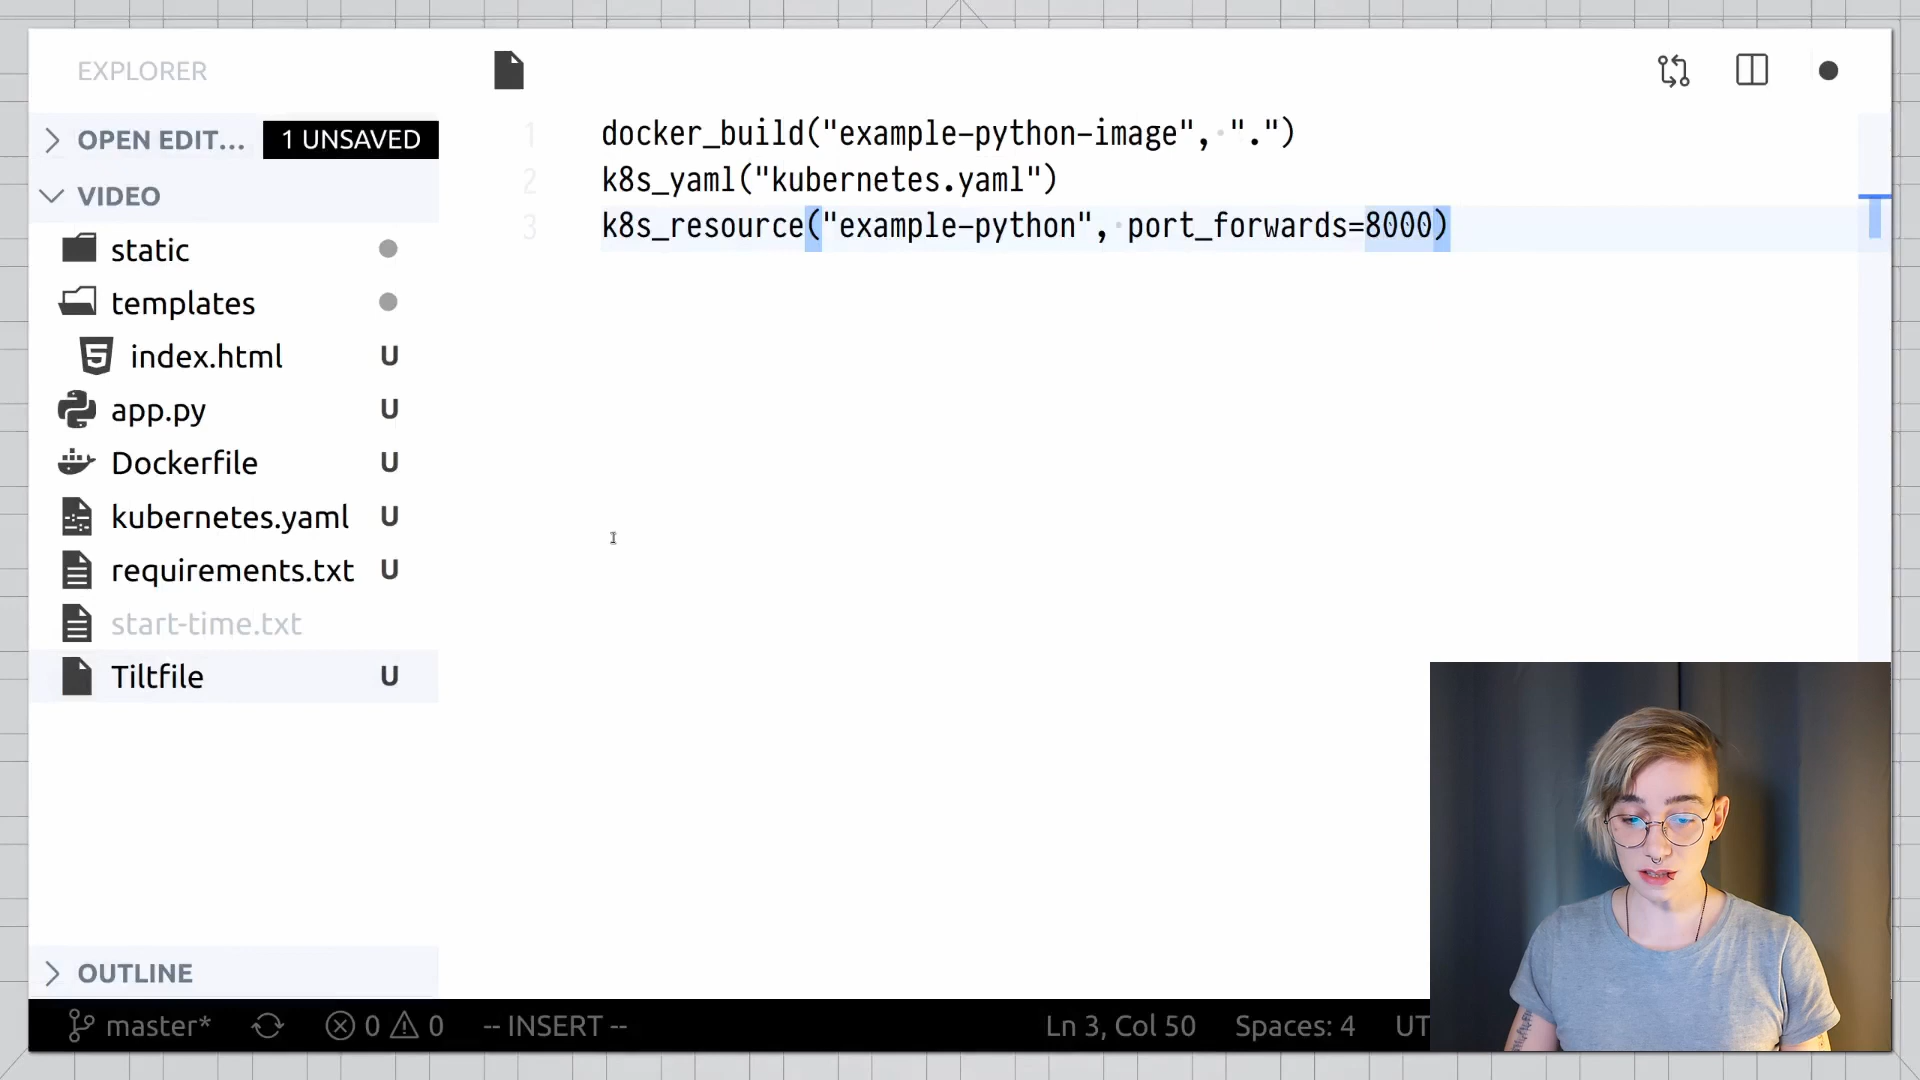 EXPLORER
OPEN EDIT... 1 UNSAVED
VIDEO
static
templates
index.html U
app.py U
Dockerfile U
kubernetes.yaml U
requirements.txt U
start-time.txt
Tiltfile U
OUTLINE
1 docker_build("example-python-image", ".")
2 k8s_yaml("kubernetes.yaml")
3 k8s_resource("example-python", port_forwards=8000)
master* 0 0 -- INSERT -- Ln 3, Col 50 Spaces: 4 UT